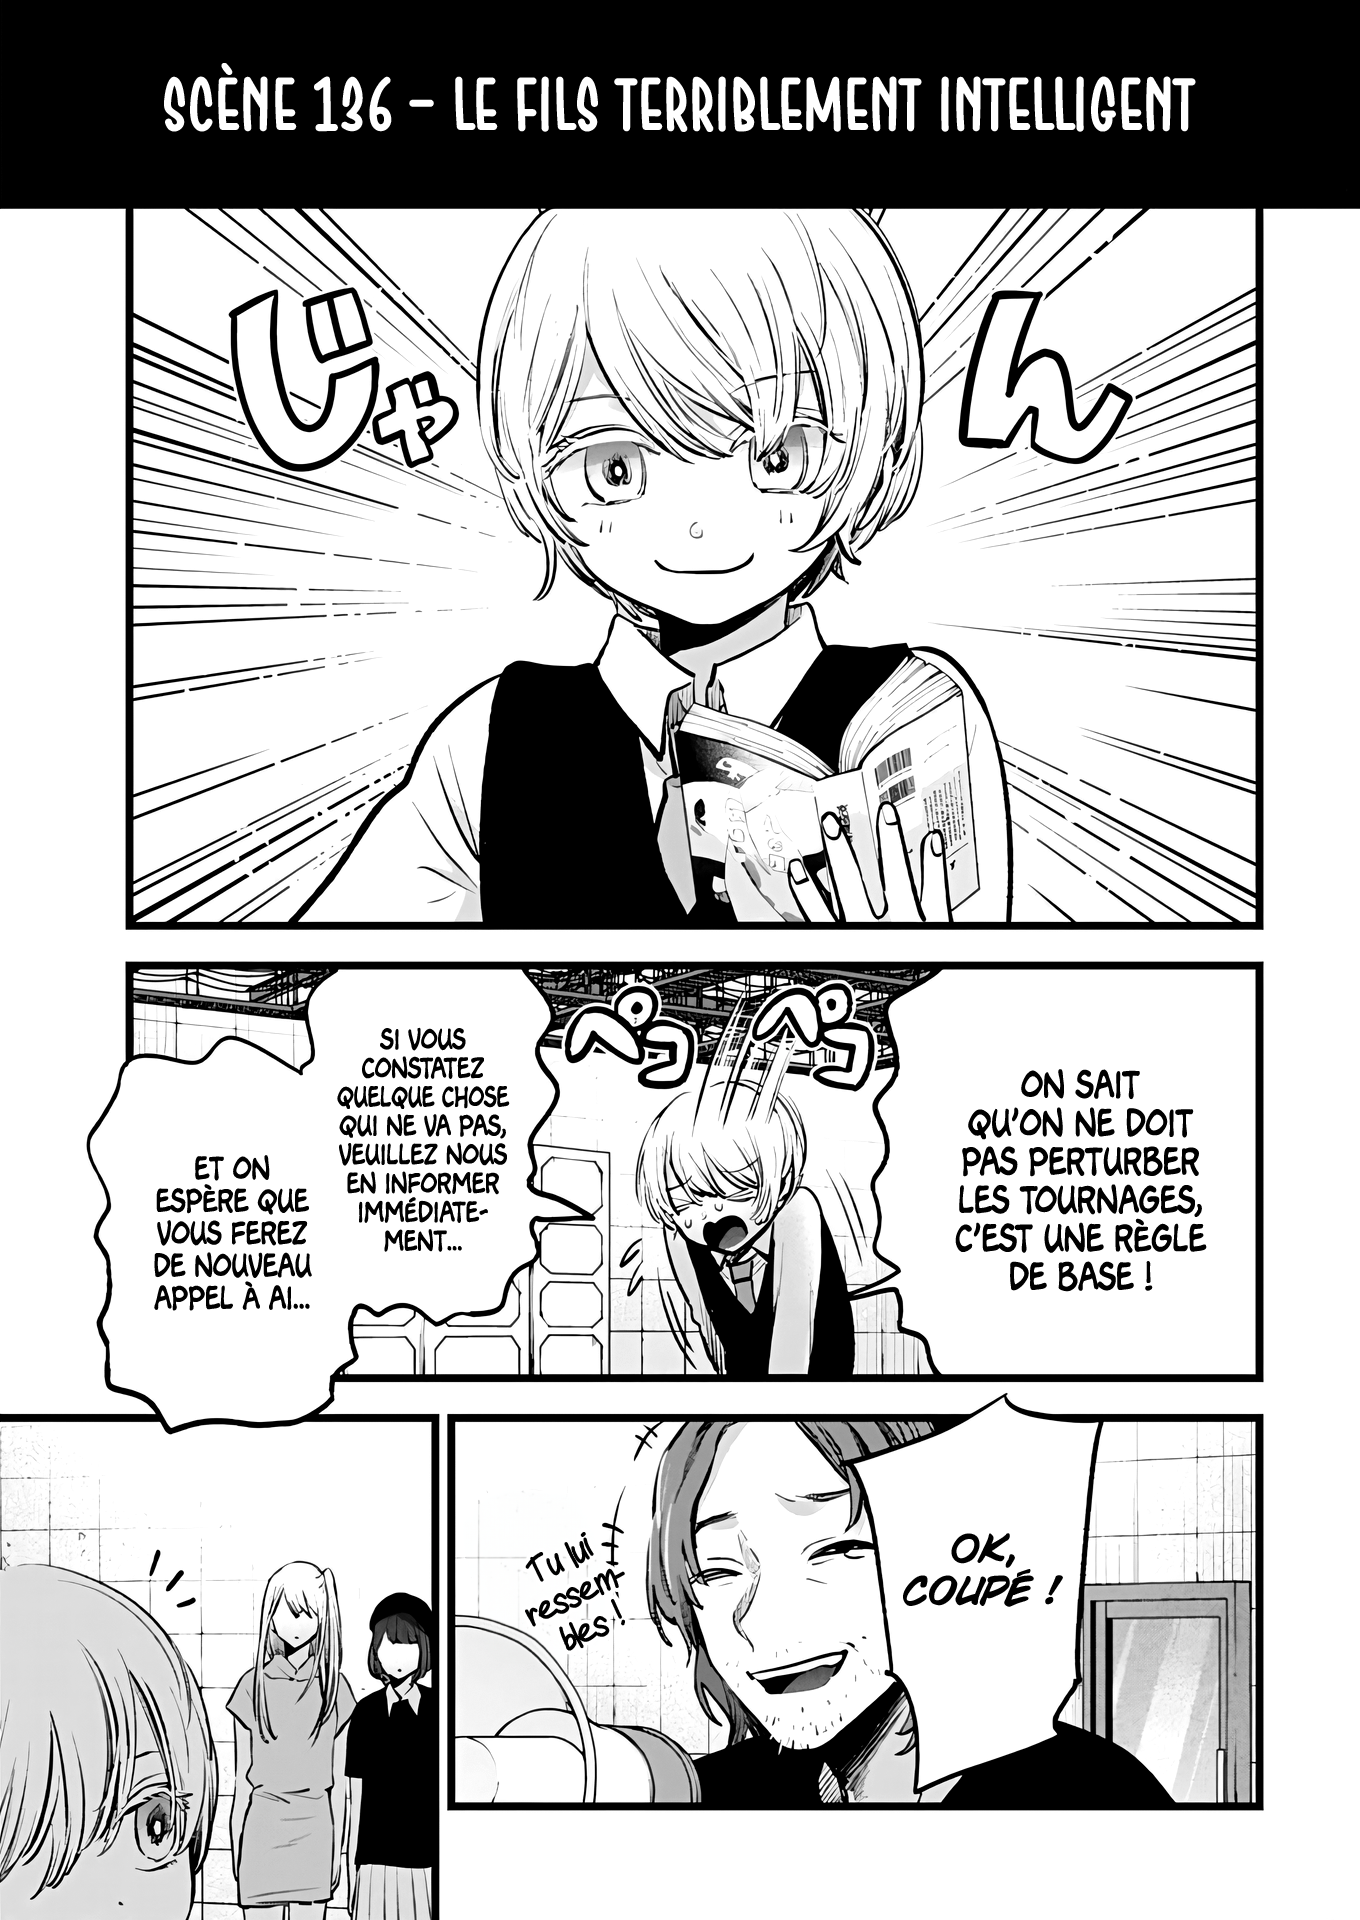 SCÈNE 136 – LE FILS TERRIBLEMENT INTELLIGENT
じゃん
ON SAIT
QU'ON NE DOIT
PAS PERTURBER
LES TOURNAGES,
C'EST UNE RÈGLE
DE BASE !
ペコ
ペコ
SI VOUS
CONSTATEZ
QUELQUE CHOSE
QUI NE VA PAS,
VEUILLEZ NOUS
EN INFORMER
IMMÉDIATE-
MENT...
ET ON
ESPÈRE QUE
VOUS FEREZ
DE NOUVEAU
APPEL À AI...
OK,
COUPÉ !
Tu lui
ressem-
bles !